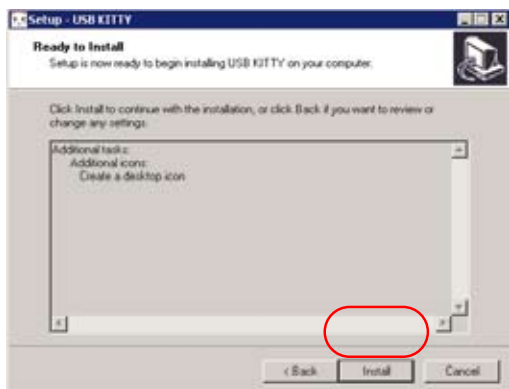 Setup - USB KITTY
Ready to Install
Setup is now ready to begin installing USB KITTY on your computer.
Click Install to continue with the installation, or click Back if you want to review or
change any settings.
Additional tasks:
Additional icons:
Create a desktop icon
< Back
Install
Cancel